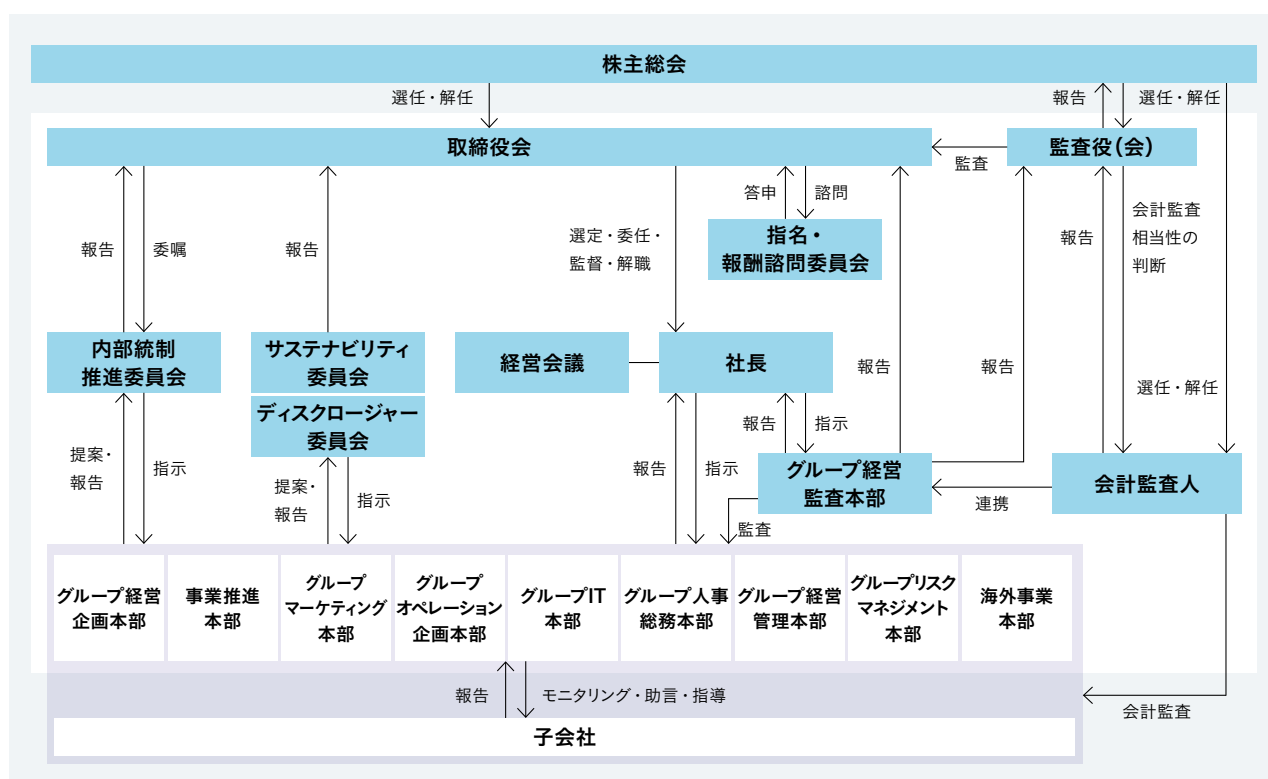 株主総会
選任・解任
報告
選任・解任
取締役会
監査
監査役(会)
報告
委嘱
報告
選定・委任・
監督・解職
答申
諮問
指名・
報酬諮問委員会
報告
報告
報告
会計監査
相当性の
判断
選任・解任
内部統制
推進委員会
サステナビリティ
委員会
ディスクロージャー
委員会
経営会議
社長
提案・
報告
指示
提案・
報告
指示
報告
指示
報告
指示
グループ経営
監査本部
連携
会計監査人
監査
グループ経営
企画本部
事業推進
本部
グループ
マーケティング
本部
グループ
オペレーション
企画本部
グループIT
本部
グループ人事
総務本部
グループ経営
管理本部
グループリスク
マネジメント
本部
海外事業
本部
報告
モニタリング・助言・指導
会計監査
子会社